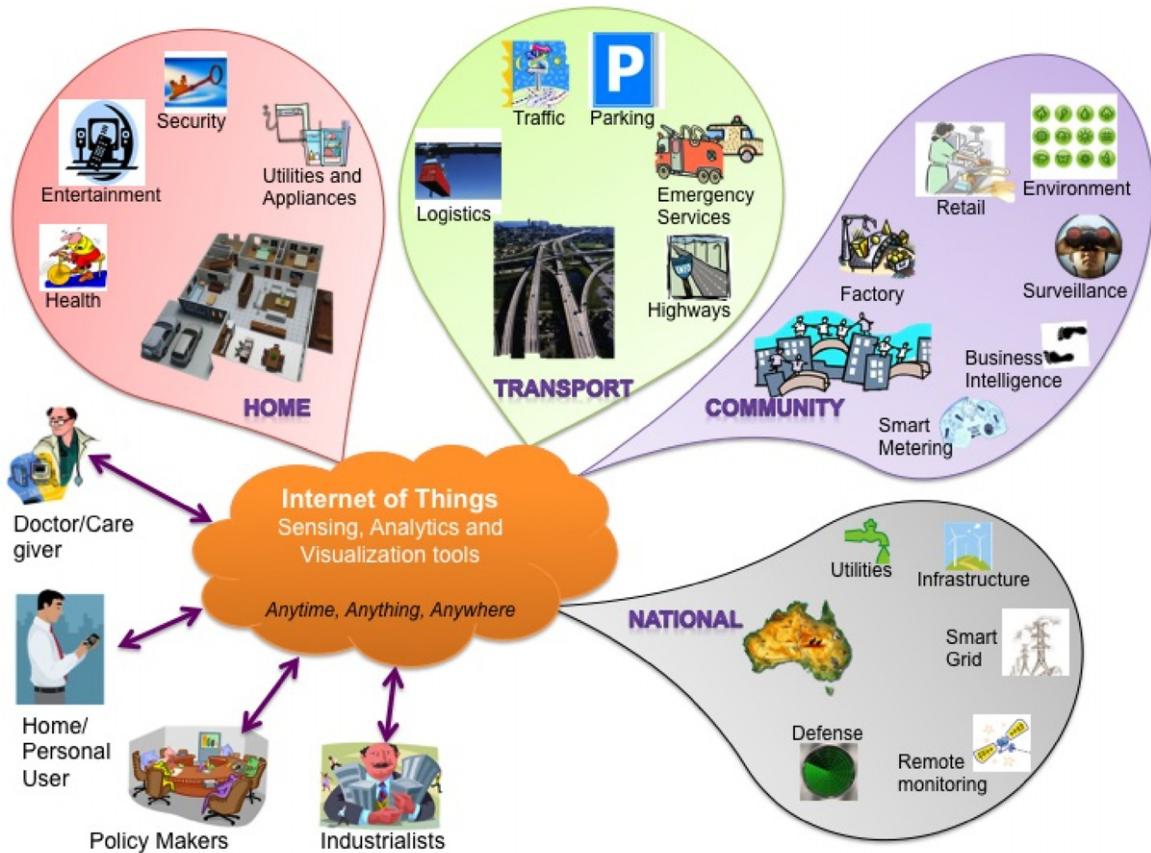 Security
Entertainment
Utilities and
Appliances
Health
HOME
Traffic
P
Parking
Logistics
Emergency
Services
Highways
TRANSPORT
Retail
Environment
Factory
Surveillance
Business
Intelligence
Smart
Metering
COMMUNITY
Internet of Things
Sensing, Analytics and
Visualization tools
Anytime, Anything, Anywhere
Doctor/Care
giver
Home/
Personal
User
Policy Makers
Industrialists
NATIONAL
Utilities
Infrastructure
Smart
Grid
Defense
Remote
monitoring